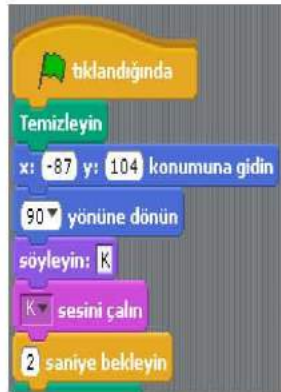 tıklandığında
Temizleyin
x: -87 y: 104 konumuna gidin
90 yönüne dönün
söyleyin: K
K sesini çalın
2 saniye bekleyin